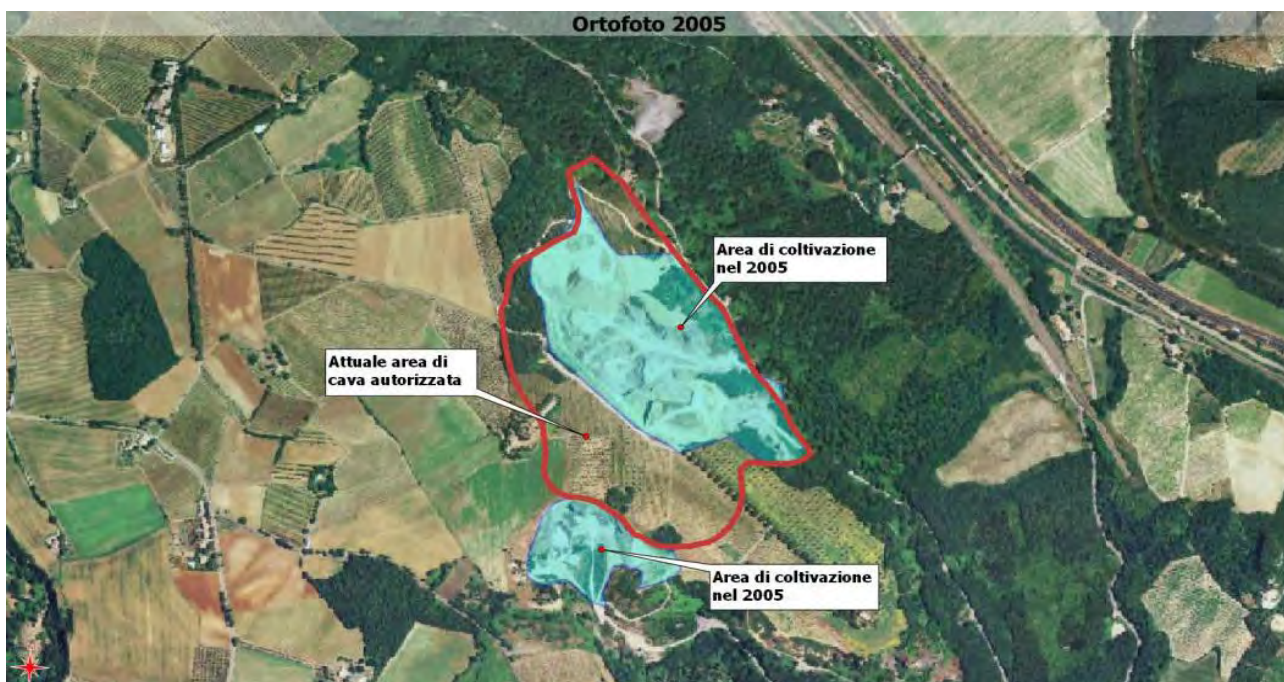 Ortofoto 2005
Area di coltivazione
nel 2005
Attuale area di
cava autorizzata
Area di coltivazione
nel 2005